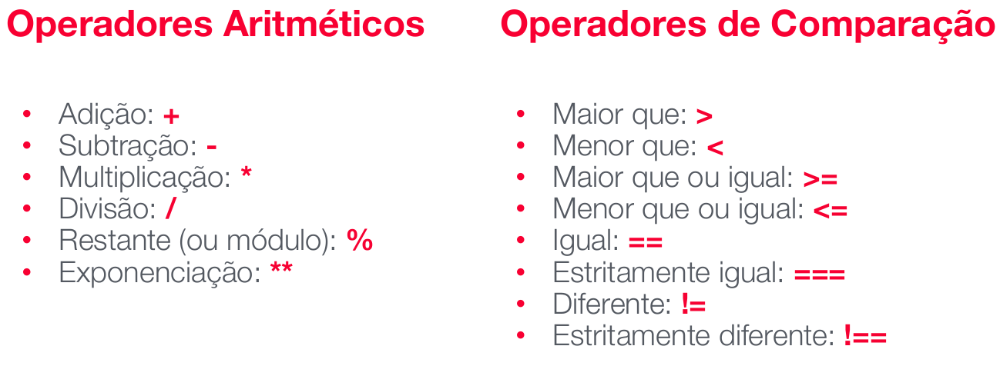 Operadores Aritméticos
• Adição: +
• Subtração: -
• Multiplicação: *
• Divisão: /
• Restante (ou módulo): %
• Exponenciação: **
Operadores de Comparação
• Maior que: >
• Menor que: <
• Maior que ou igual: >=
• Menor que ou igual: <=
• Igual: ==
• Estritamente igual: ===
• Diferente: !=
• Estritamente diferente: !==